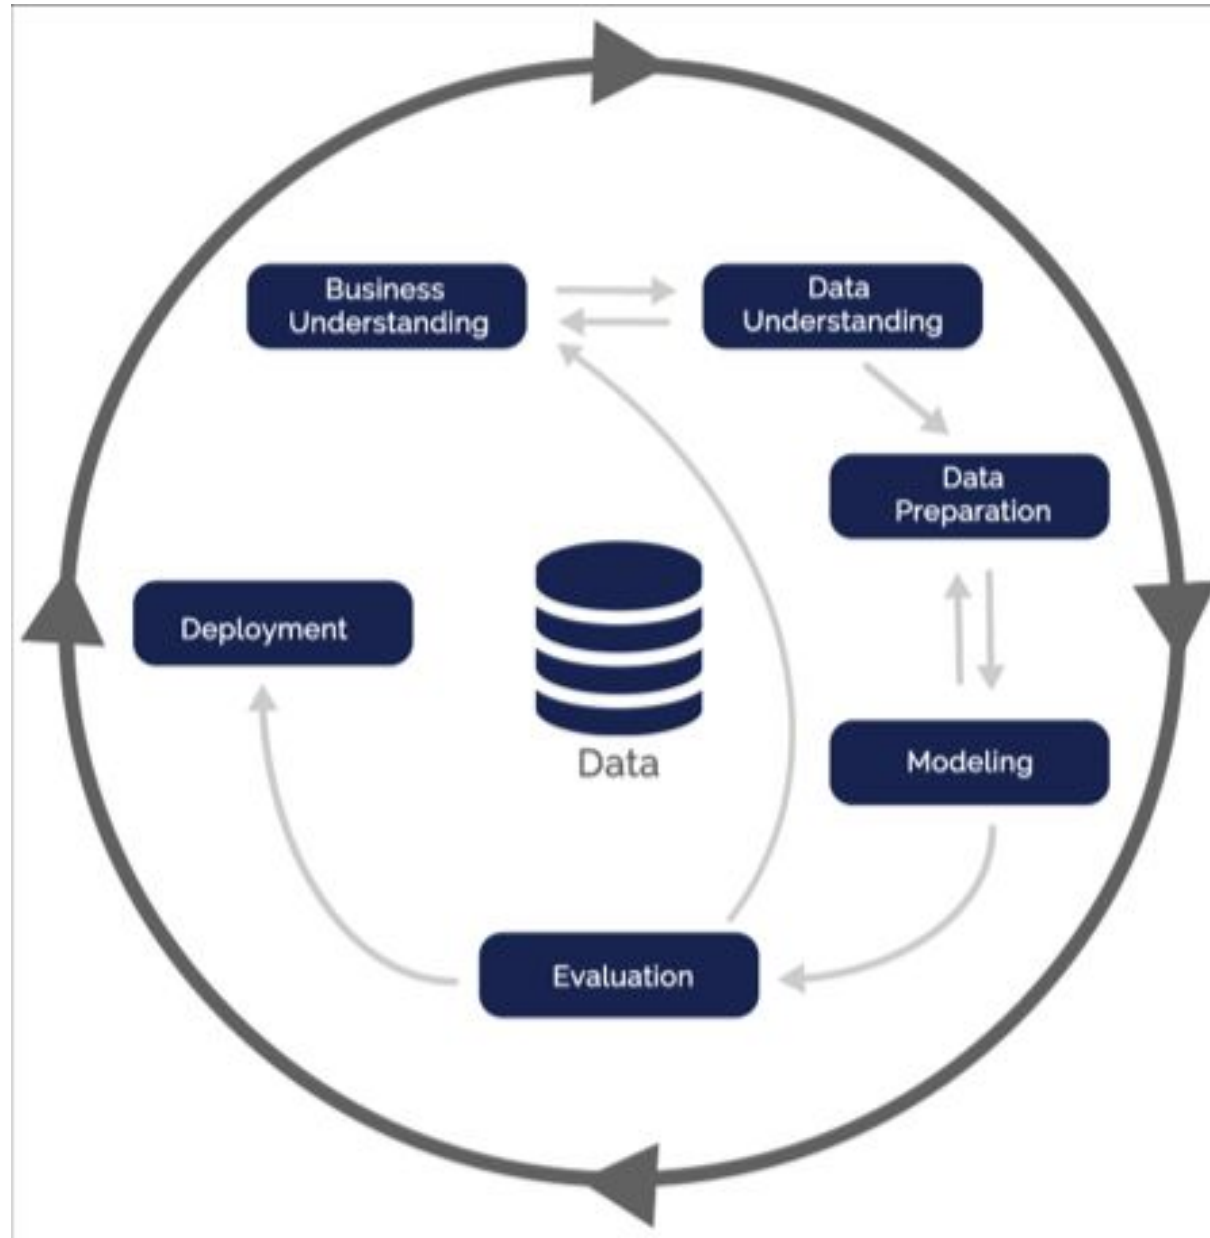 Business
Understanding
Data
Understanding
Data
Preparation
Deployment
Data
Modeling
Evaluation